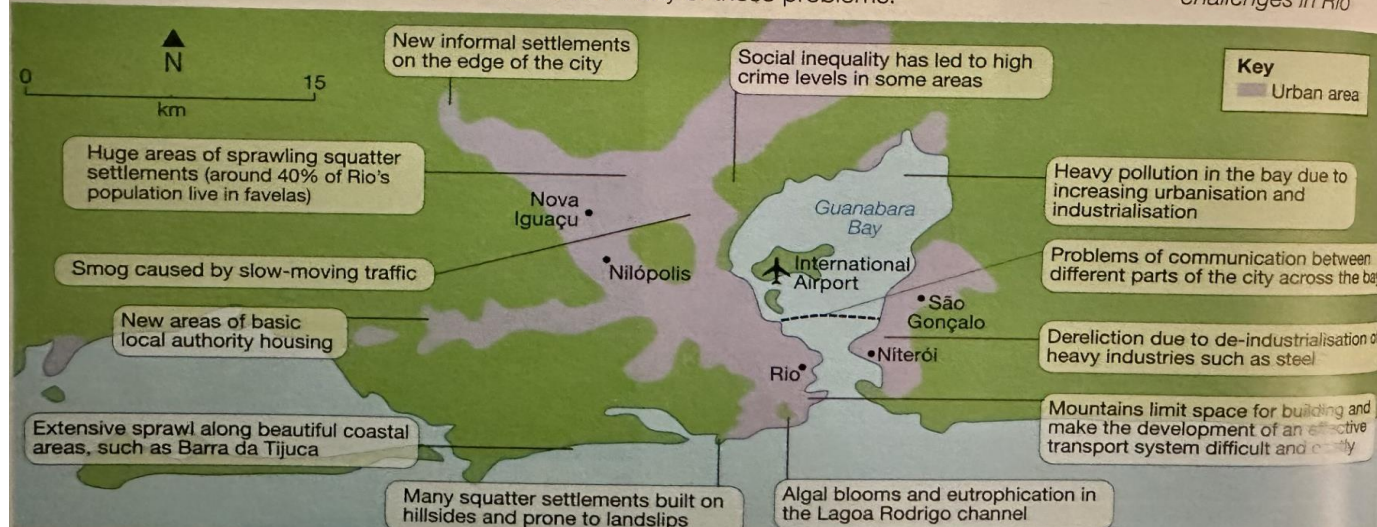 problems.
challenges in Rio
N
0
15
km
New informal settlements
on the edge of the city
Social inequality has led to high
crime levels in some areas
Key
Urban area
Huge areas of sprawling squatter
settlements (around 40% of Rio's
population live in favelas)
Heavy pollution in the bay due to
increasing urbanisation and
industrialisation
Nova
Iguaçu
Guanabara
Bay
Problems of communication between
different parts of the city across the
Smog caused by slow-moving traffic
Nilópolis
International
Airport
São
Gonçalo
New areas of basic
local authority housing
Dereliction due to de-industrialisation
heavy industries such as steel
Niterói
Rio
Extensive sprawl along beautiful coastal
areas, such as Barra da Tijuca
Mountains limit space for building and
make the development of an
transport system difficult and
Many squatter settlements built on
hillsides and prone to landslips
Algal blooms and eutrophication in
the Lagoa Rodrigo channel